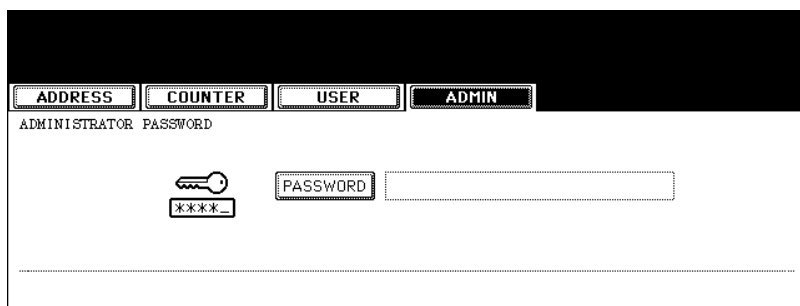 ADDRESS COUNTER USER ADMIN
ADMINISTRATOR PASSWORD
PASSWORD
****_